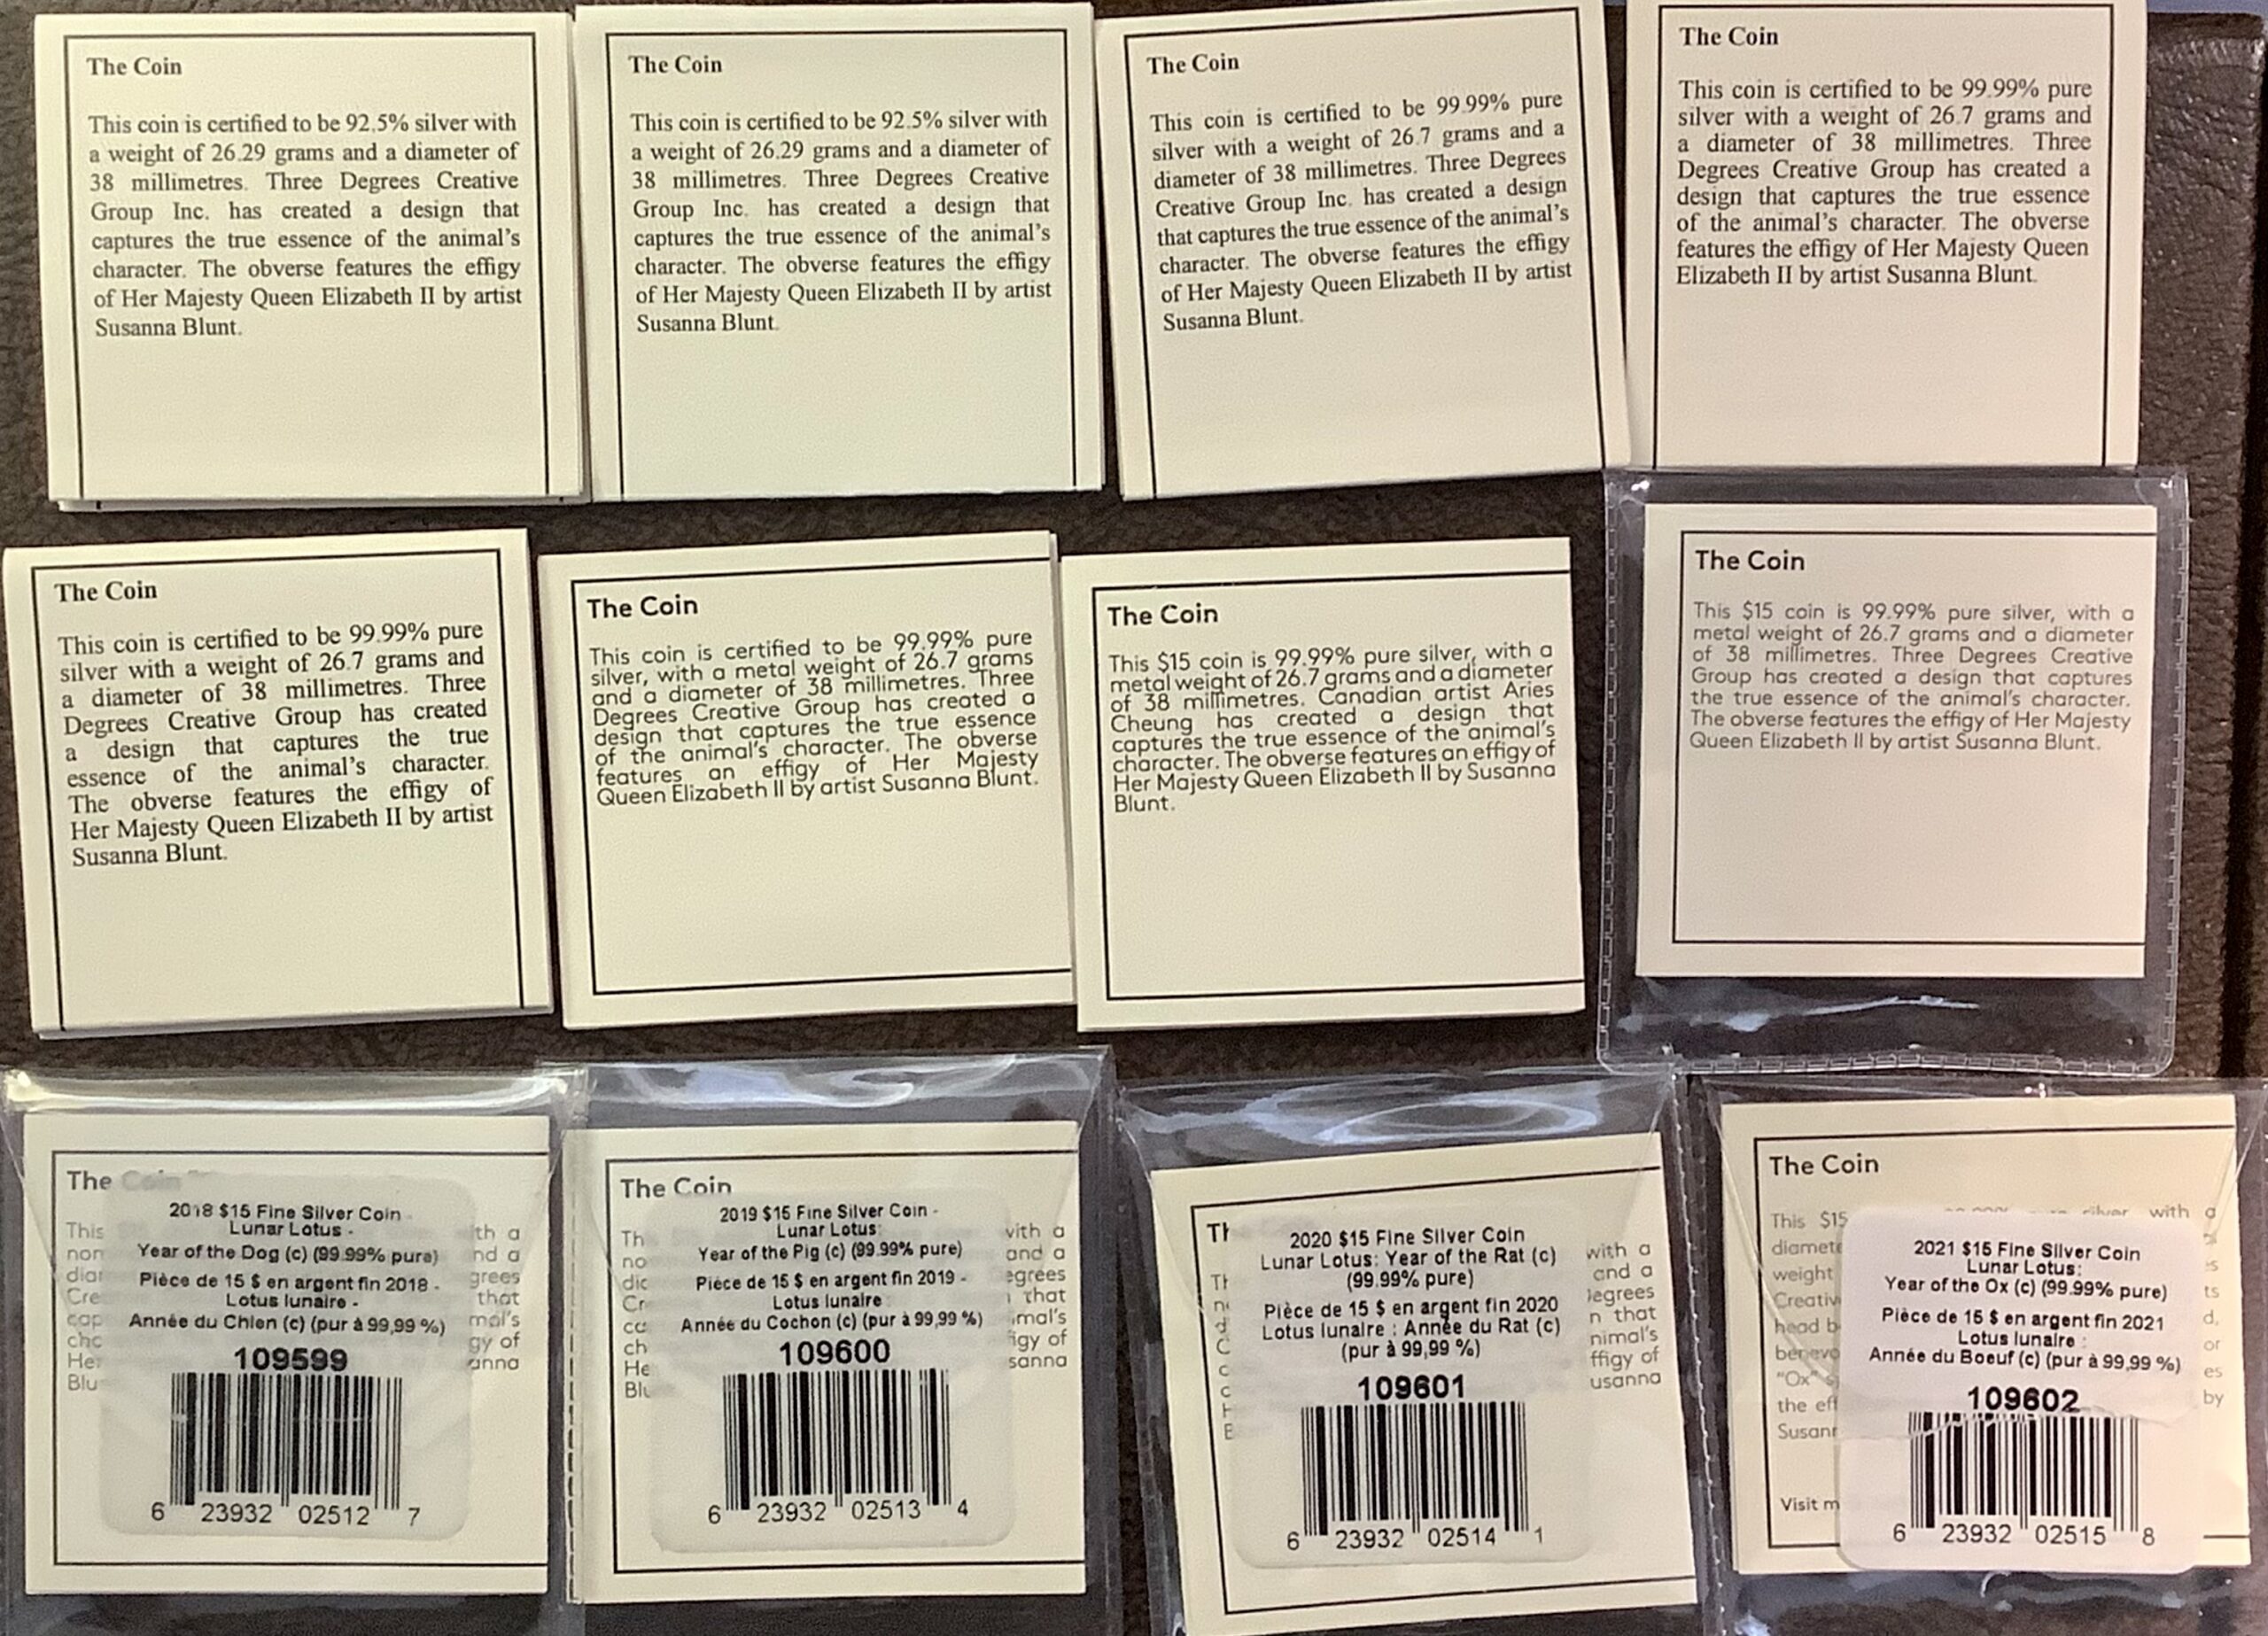 The Coin
This coin is certified to be 92.5% silver with
a weight of 26.29 grams and a diameter of
38 millimetres. Three Degrees Creative
Group Inc. has created a design that
captures the true essence of the animal's
character. The obverse features the effigy
of Her Majesty Queen Elizabeth II by artist
Susanna Blunt.
The Coin
This coin is certified to be 92.5% silver with
a weight of 26.29 grams and a diameter of
38 millimetres. Three Degrees Creative
Group Inc. has created a design that
captures the true essence of the animal's
character. The obverse features the effigy
of Her Majesty Queen Elizabeth II by artist
Susanna Blunt.
The Coin
This coin is certified to be 99.99% pure
silver with a weight of 26.7 grams and a
diameter of 38 millimetres. Three Degrees
Creative Group Inc. has created a design
that captures the true essence of the animal's
character. The obverse features the effigy
of Her Majesty Queen Elizabeth II by artist
Susanna Blunt.
The Coin
This coin is certified to be 99.99% pure
silver with a weight of 26.7 grams and
a diameter of 38 millimetres. Three
Degrees Creative Group has created a
design that captures the true essence
of the animal's character. The obverse
features the effigy of Her Majesty Queen
Elizabeth II by artist Susanna Blunt.
The Coin
This coin is certified to be 99.99% pure
silver with a weight of 26.7 grams and
a diameter of 38 millimetres. Three
Degrees Creative Group has created
a design that captures the true
essence of the animal's character.
The obverse features the effigy of
Her Majesty Queen Elizabeth II by artist
Susanna Blunt.
The Coin
This coin is certified to be 99.99% pure
silver, with a metal weight of 26.7 grams
and a diameter of 38 millimetres. Three
Degrees Creative Group has created a
design that captures the true essence
of the animal's character. The obverse
features an effigy of Her Majesty
Queen Elizabeth II by artist Susanna Blunt.
The Coin
This $15 coin is 99.99% pure silver, with a
metal weight of 26.7 grams and a diameter
of 38 millimetres. Canadian artist Aries
Cheung has created a design that
captures the true essence of the animal's
character. The obverse features an effigy of
Her Majesty Queen Elizabeth II by Susanna
Blunt.
The Coin
This $15 coin is 99.99% pure silver, with a
metal weight of 26.7 grams and a diameter
of 38 millimetres. Three Degrees Creative
Group has created a design that captures
the true essence of the animal's character.
The obverse features the effigy of Her Majesty
Queen Elizabeth II by artist Susanna Blunt.
The Coin
2018 $15 Fine Silver Coin -
Lunar Lotus -
Year of the Dog (c) (99.99% pure)
Pièce de 15 $ en argent fin 2018 -
Lotus lunaire -
Année du Chien (c) (pur à 99,99 %)
109599
6 23932 02512 7
The Coin
2019 $15 Fine Silver Coin -
Lunar Lotus:
Year of the Pig (c) (99.99% pure)
Pièce de 15 $ en argent fin 2019 -
Lotus lunaire
Année du Cochon (c) (pur à 99,99 %)
109600
6 23932 02513 4
2020 $15 Fine Silver Coin
Lunar Lotus: Year of the Rat (c)
(99.99% pure)
Pièce de 15 $ en argent fin 2020
Lotus lunaire : Année du Rat (c)
(pur à 99,99 %)
109601
6 23932 02514 1
The Coin
This $15 silver with a
weight
head
"Ox"
the
by
Visit
2021 $15 Fine Silver Coin
Lunar Lotus:
Year of the Ox (c) (99.99% pure)
Pièce de 15 $ en argent fin 2021
Lotus lunaire :
Année du Boeuf (c) (pur à 99,99 %)
109602
6 23932 02515 8